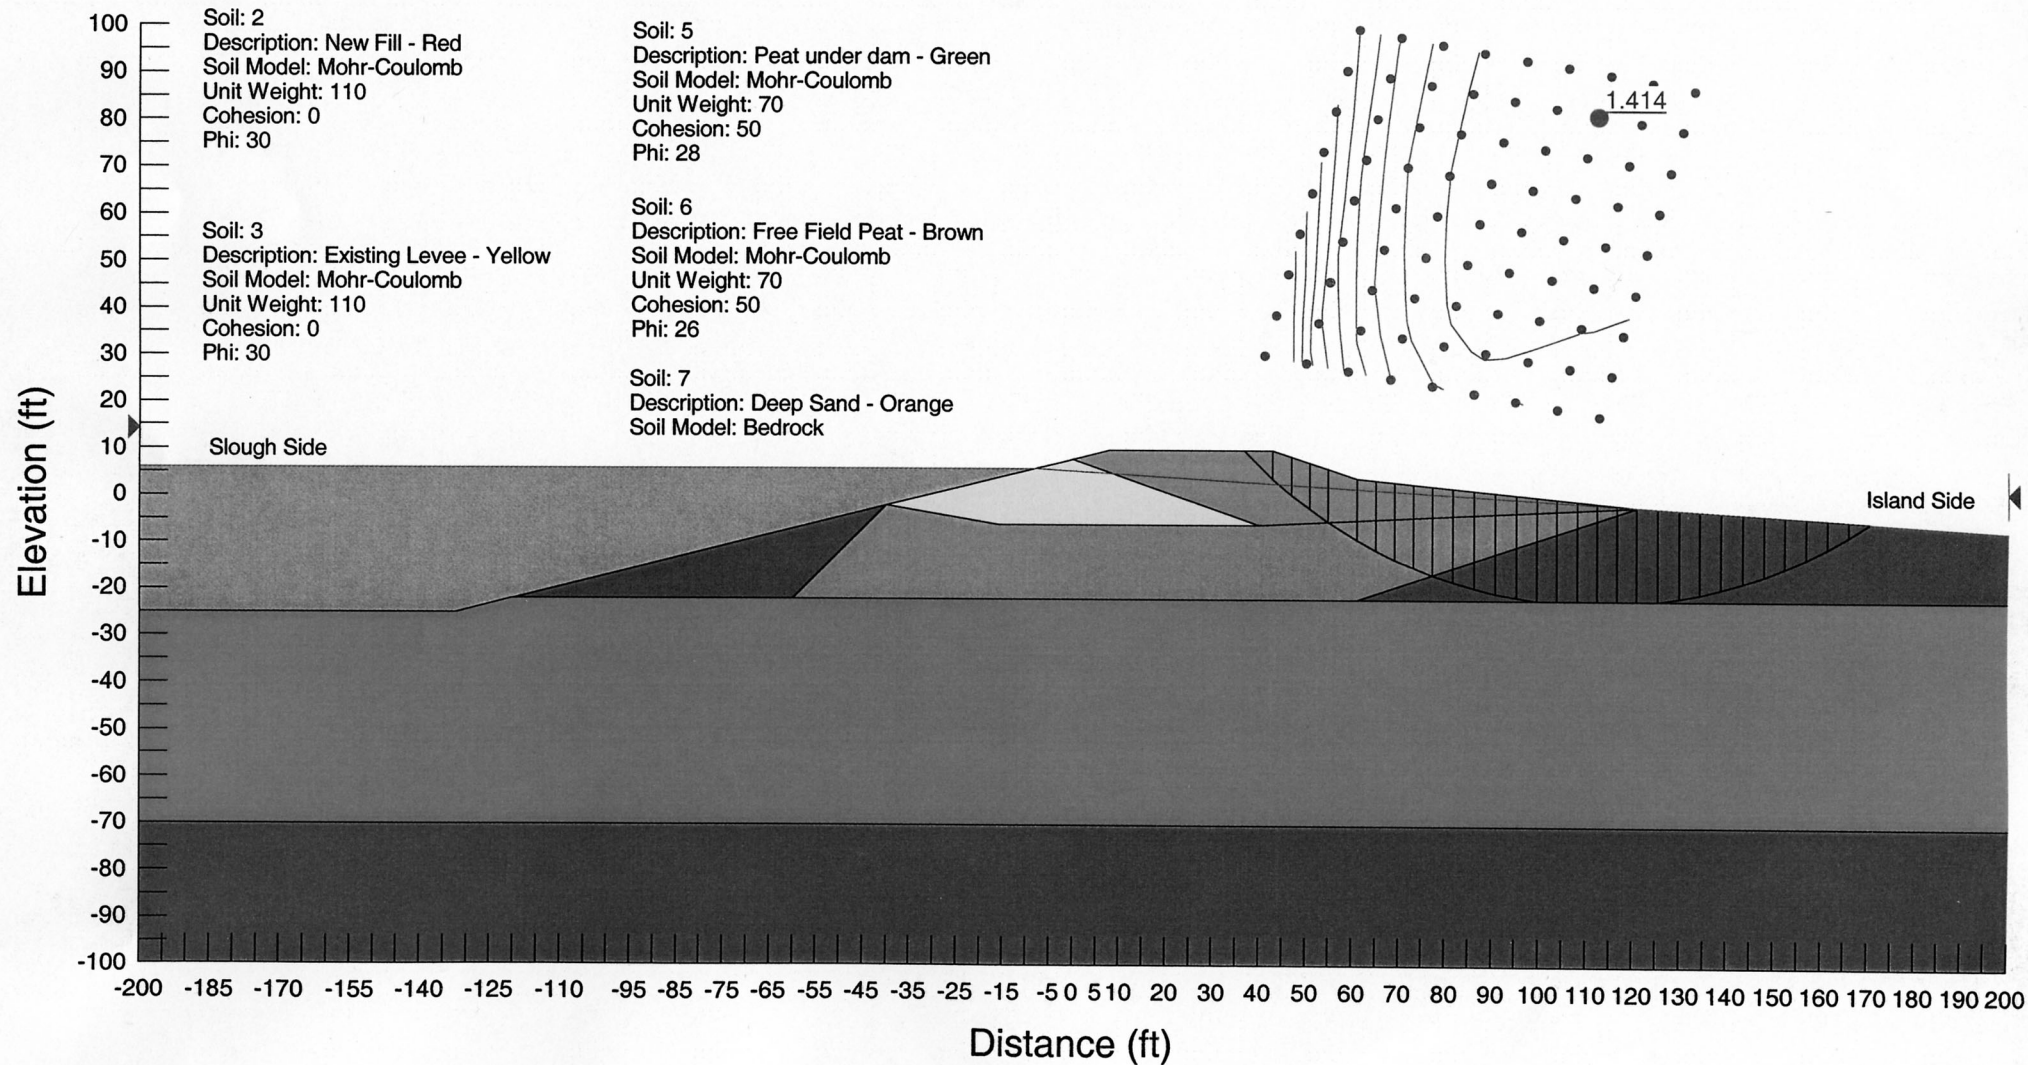 Soil: 2
Description: New Fill - Red
Soil Model: Mohr-Coulomb
Unit Weight: 110
Cohesion: 0
Phi: 30
Soil: 3
Description: Existing Levee - Yellow
Soil Model: Mohr-Coulomb
Unit Weight: 110
Cohesion: 0
Phi: 30
Soil: 5
Description: Peat under dam - Green
Soil Model: Mohr-Coulomb
Unit Weight: 70
Cohesion: 50
Phi: 28
Soil: 6
Description: Free Field Peat - Brown
Soil Model: Mohr-Coulomb
Unit Weight: 70
Cohesion: 50
Phi: 26
Soil: 7
Description: Deep Sand - Orange
Soil Model: Bedrock
1.414
Slough Side
Island Side
Elevation (ft)
100
90
80
70
60
50
40
30
20
10
0
-10
-20
-30
-40
-50
-60
-70
-80
-90
-100
-200 -185 -170 -155 -140 -125 -110 -95 -85 -75 -65 -55 -45 -35 -25 -15 -5 0 5 10 20 30 40 50 60 70 80 90 100 110 120 130 140 150 160 170 180 190 200
Distance (ft)